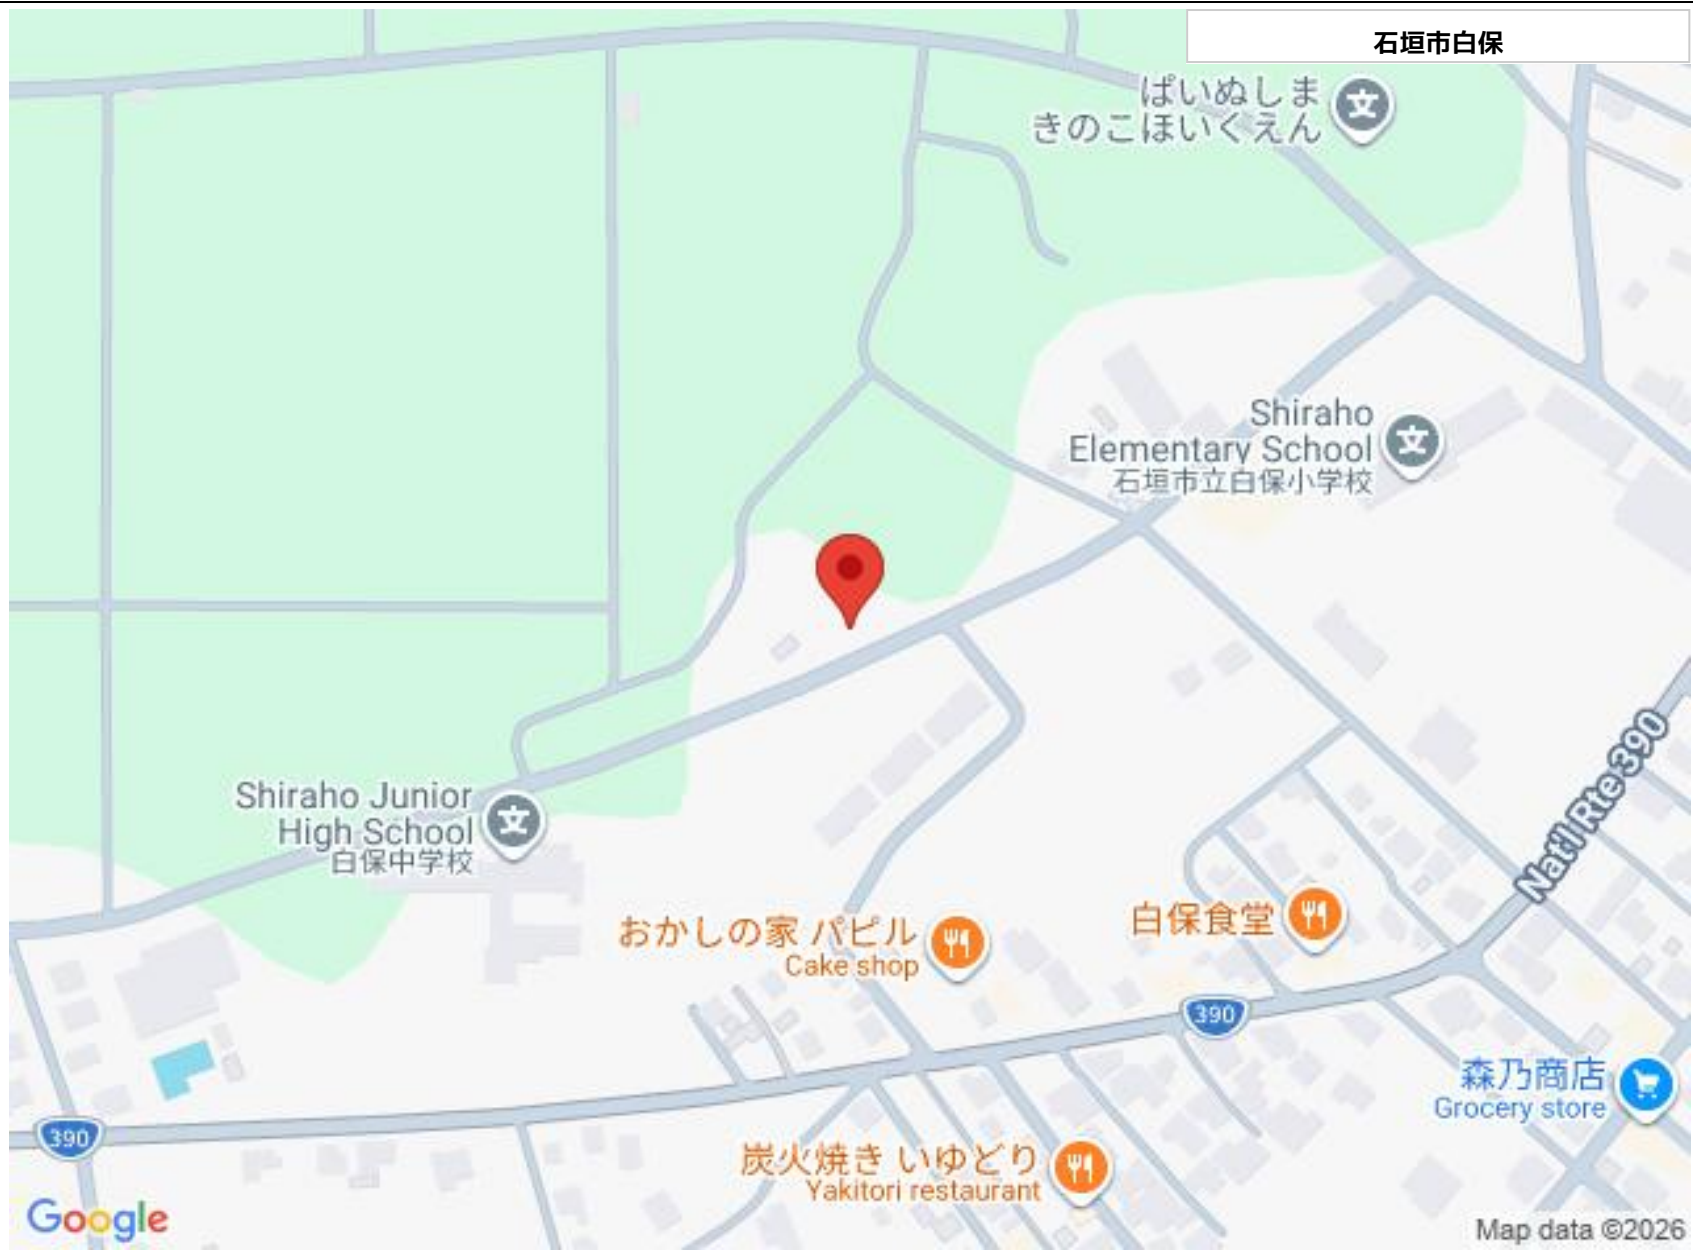 石垣市白保
ぱいぬしま
きのこほいくえん
文
Shiraho
Elementary School
石垣市立白保小学校
文
Shiraho Junior
High School
白保中学校
文
Nat'l Rte 390
おかしの家 パピル
Cake shop
白保食堂
390
森乃商店
Grocery store
390
炭火焼き いゆどり
Yakitori restaurant
Google
Map data ©2026